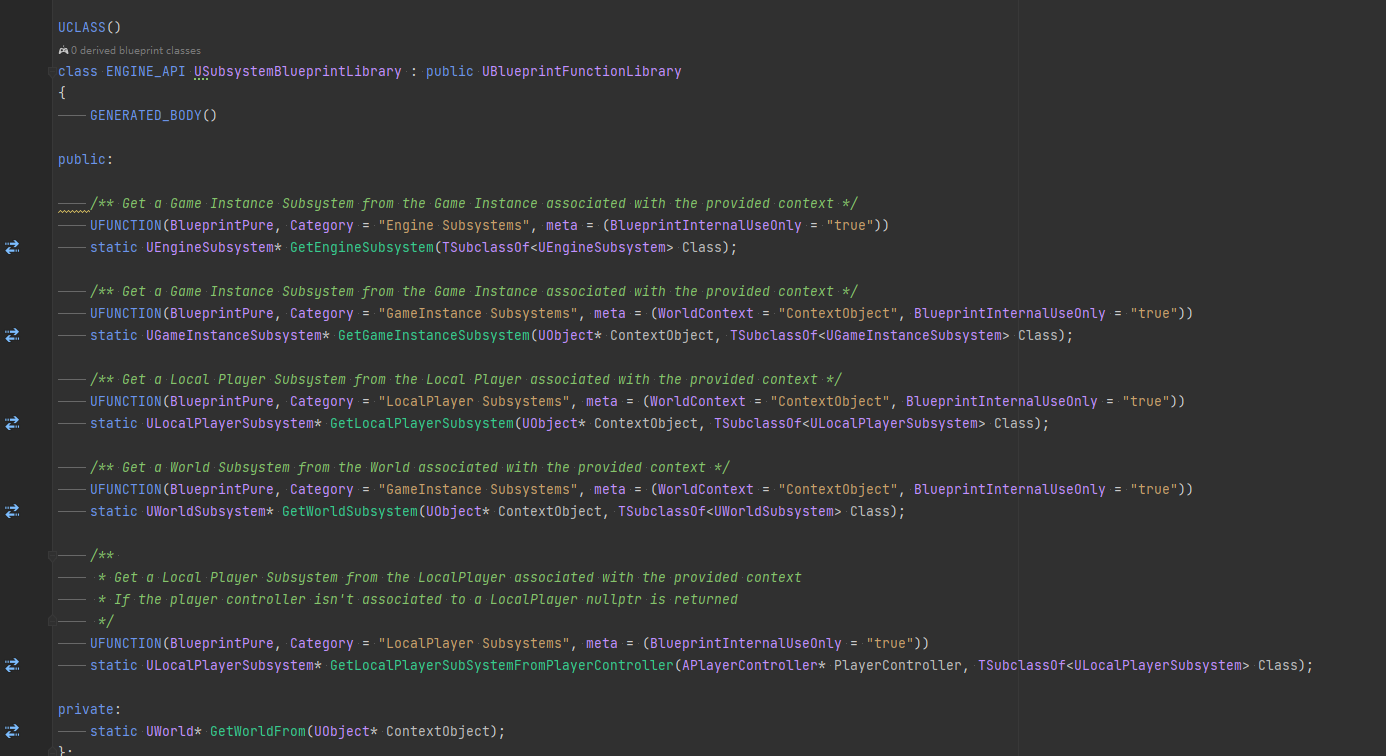 UCLASS()
0 derived blueprint classes
class ENGINE_API USubsystemBlueprintLibrary : public UBlueprintFunctionLibrary
{
GENERATED_BODY()
public:
/** Get a Game Instance Subsystem from the Game Instance associated with the provided context */
UFUNCTION(BlueprintPure, Category = "Engine Subsystems", meta = (BlueprintInternalUseOnly = "true"))
static UEngineSubsystem* GetEngineSubsystem(TSubclassOf<UEngineSubsystem> Class);
/** Get a Game Instance Subsystem from the Game Instance associated with the provided context */
UFUNCTION(BlueprintPure, Category = "GameInstance Subsystems", meta = (WorldContext = "ContextObject", BlueprintInternalUseOnly = "true"))
static UGameInstanceSubsystem* GetGameInstanceSubsystem(UObject* ContextObject, TSubclassOf<UGameInstanceSubsystem> Class);
/** Get a Local Player Subsystem from the Local Player associated with the provided context */
UFUNCTION(BlueprintPure, Category = "LocalPlayer Subsystems", meta = (WorldContext = "ContextObject", BlueprintInternalUseOnly = "true"))
static ULocalPlayerSubsystem* GetLocalPlayerSubsystem(UObject* ContextObject, TSubclassOf<ULocalPlayerSubsystem> Class);
/** Get a World Subsystem from the World associated with the provided context */
UFUNCTION(BlueprintPure, Category = "GameInstance Subsystems", meta = (WorldContext = "ContextObject", BlueprintInternalUseOnly = "true"))
static UWorldSubsystem* GetWorldSubsystem(UObject* ContextObject, TSubclassOf<UWorldSubsystem> Class);
/**
* Get a Local Player Subsystem from the LocalPlayer associated with the provided context
* If the player controller isn't associated to a LocalPlayer nullptr is returned
*/
UFUNCTION(BlueprintPure, Category = "LocalPlayer Subsystems", meta = (BlueprintInternalUseOnly = "true"))
static ULocalPlayerSubsystem* GetLocalPlayerSubSystemFromPlayerController(APlayerController* PlayerController, TSubclassOf<ULocalPlayerSubsystem> Class);
private:
static UWorld* GetWorldFrom(UObject* ContextObject);
};